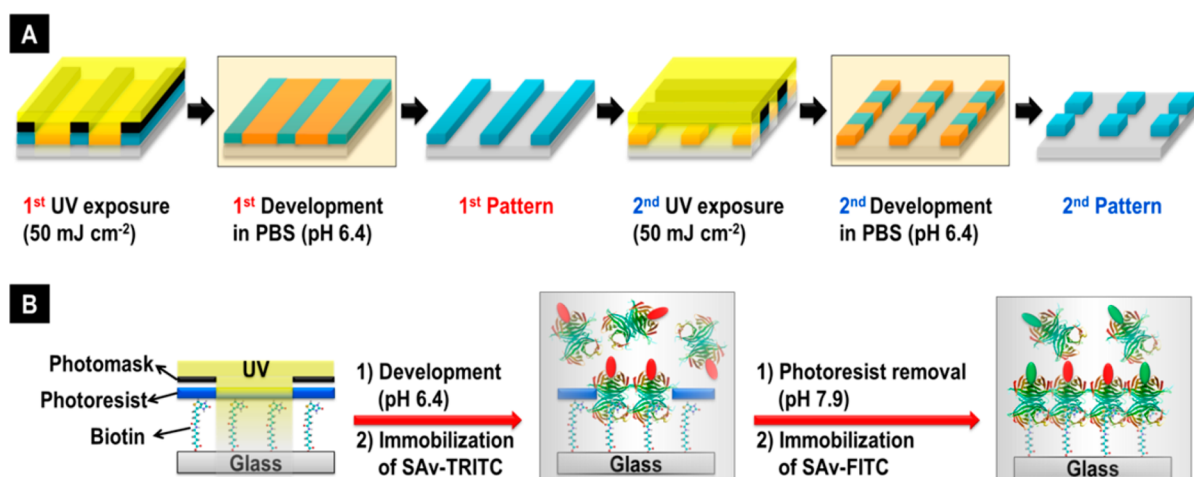 A
1st UV exposure
(50 mJ cm-2)
1st Development
in PBS (pH 6.4)
1st Pattern
2nd UV exposure
(50 mJ cm-2)
2nd Development
in PBS (pH 6.4)
2nd Pattern
B
Photomask
Photoresist
Biotin
UV
Glass
1) Development
(pH 6.4)
2) Immobilization
of SAv-TRITC
Glass
1) Photoresist removal
(pH 7.9)
2) Immobilization
of SAv-FITC
Glass